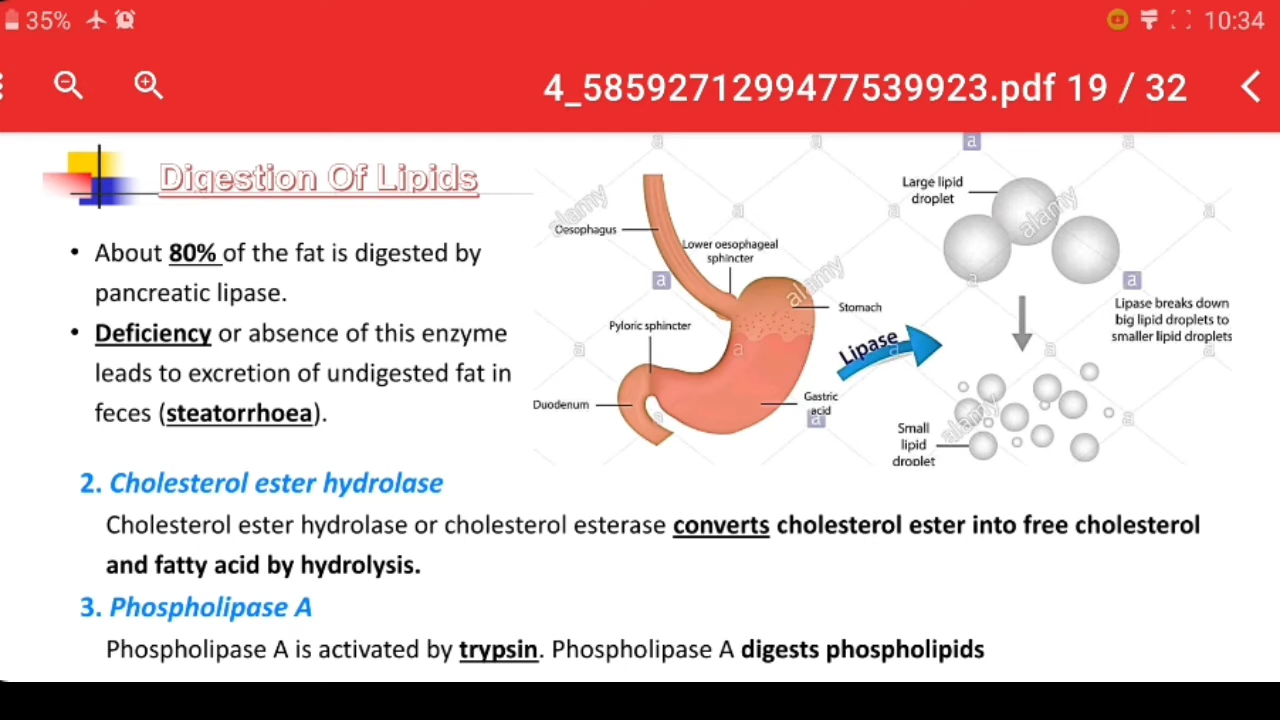 35%
10:34
4_5859271299477539923.pdf 19 / 32
Digestion Of Lipids
• About 80% of the fat is digested by
pancreatic lipase.
• Deficiency or absence of this enzyme
leads to excretion of undigested fat in
feces (steatorrhoea).
Oesophagus
Lower oesophageal
sphincter
Stomach
Pyloric sphincter
Duodenum
Gastric
acid
Lipase
Large lipid
droplet
Lipase breaks down
big lipid droplets to
smaller lipid droplets
Small
lipid
droplet
alamy
alamy
alamy
alamy
a
2. Cholesterol ester hydrolase
Cholesterol ester hydrolase or cholesterol esterase converts cholesterol ester into free cholesterol
and fatty acid by hydrolysis.
3. Phospholipase A
Phospholipase A is activated by trypsin. Phospholipase A digests phospholipids